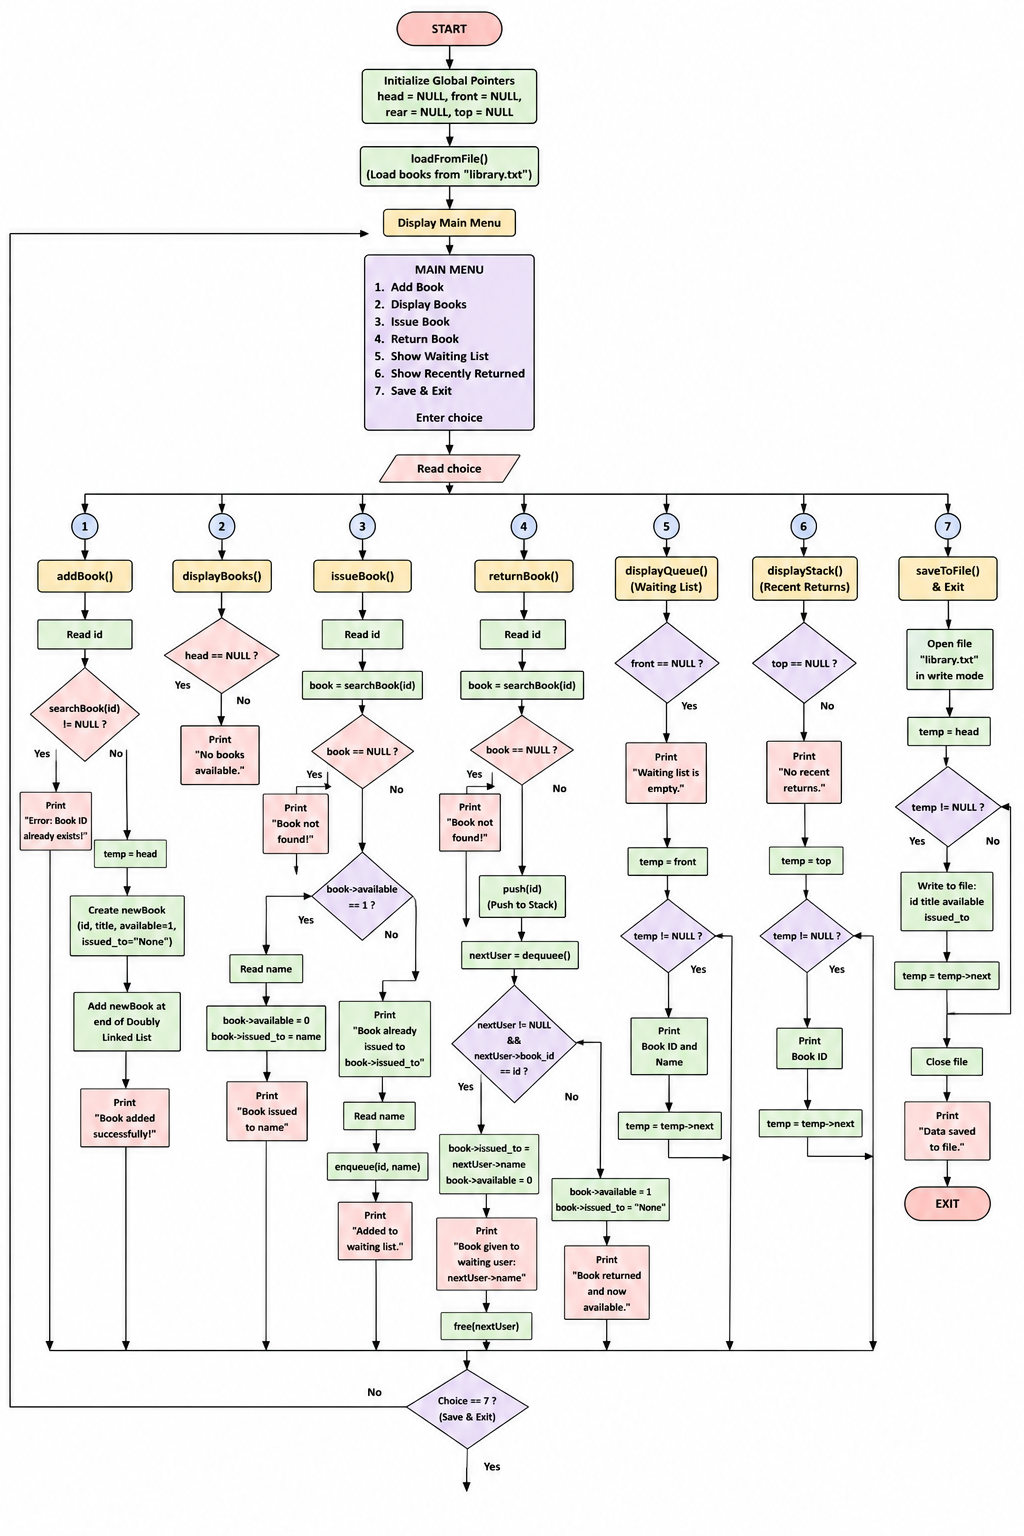 START
Initialize Global Pointers
head = NULL, front = NULL,
rear = NULL, top = NULL
loadFromFile()
(Load books from "library.txt")
Display Main Menu
MAIN MENU
1. Add Book
2. Display Books
3. Issue Book
4. Return Book
5. Show Waiting List
6. Show Recently Returned
7. Save & Exit
Enter choice
Read choice
1
addBook()
Read id
searchBook(id)
!= NULL ?
Yes
No
Print
"Error: Book ID
already exists!"
temp = head
Create newBook
(id, title, available=1,
issued_to="None")
Add newBook at
end of Doubly
Linked List
Print
"Book added
successfully!"
2
displayBooks()
head == NULL ?
Yes
No
Print
"No books
available."
3
issueBook()
Read id
book = searchBook(id)
book == NULL ?
Yes
No
Print
"Book not
found!"
book->available
== 1 ?
Yes
No
Read name
book->available = 0
book->issued_to = name
Print
"Book issued
to name"
Print
"Book already
issued to
book->issued_to"
Read name
enqueue(id, name)
Print
"Added to
waiting list."
4
returnBook()
Read id
book = searchBook(id)
book == NULL ?
Yes
No
Print
"Book not
found!"
push(id)
(Push to Stack)
nextUser = dequuee()
nextUser != NULL
&&
nextUser->book_id
== id ?
Yes
No
book->issued_to =
nextUser->name
book->available = 0
Print
"Book given to
waiting user:
nextUser->name"
free(nextUser)
book->available = 1
book->issued_to = "None"
Print
"Book returned
and now
available."
5
displayQueue()
(Waiting List)
front == NULL ?
Yes
Print
"Waiting list is
empty."
temp = front
temp != NULL ?
Yes
Print
Book ID and
Name
temp = temp->next
6
displayStack()
(Recent Returns)
top == NULL ?
No
Print
"No recent
returns."
temp = top
temp != NULL ?
Yes
Print
Book ID
temp = temp->next
7
saveToFile()
& Exit
Open file
"library.txt"
in write mode
temp = head
temp != NULL ?
Yes
No
Write to file:
id title available
issued_to
temp = temp->next
Close file
Print
"Data saved
to file."
EXIT
No
Choice == 7 ?
(Save & Exit)
Yes